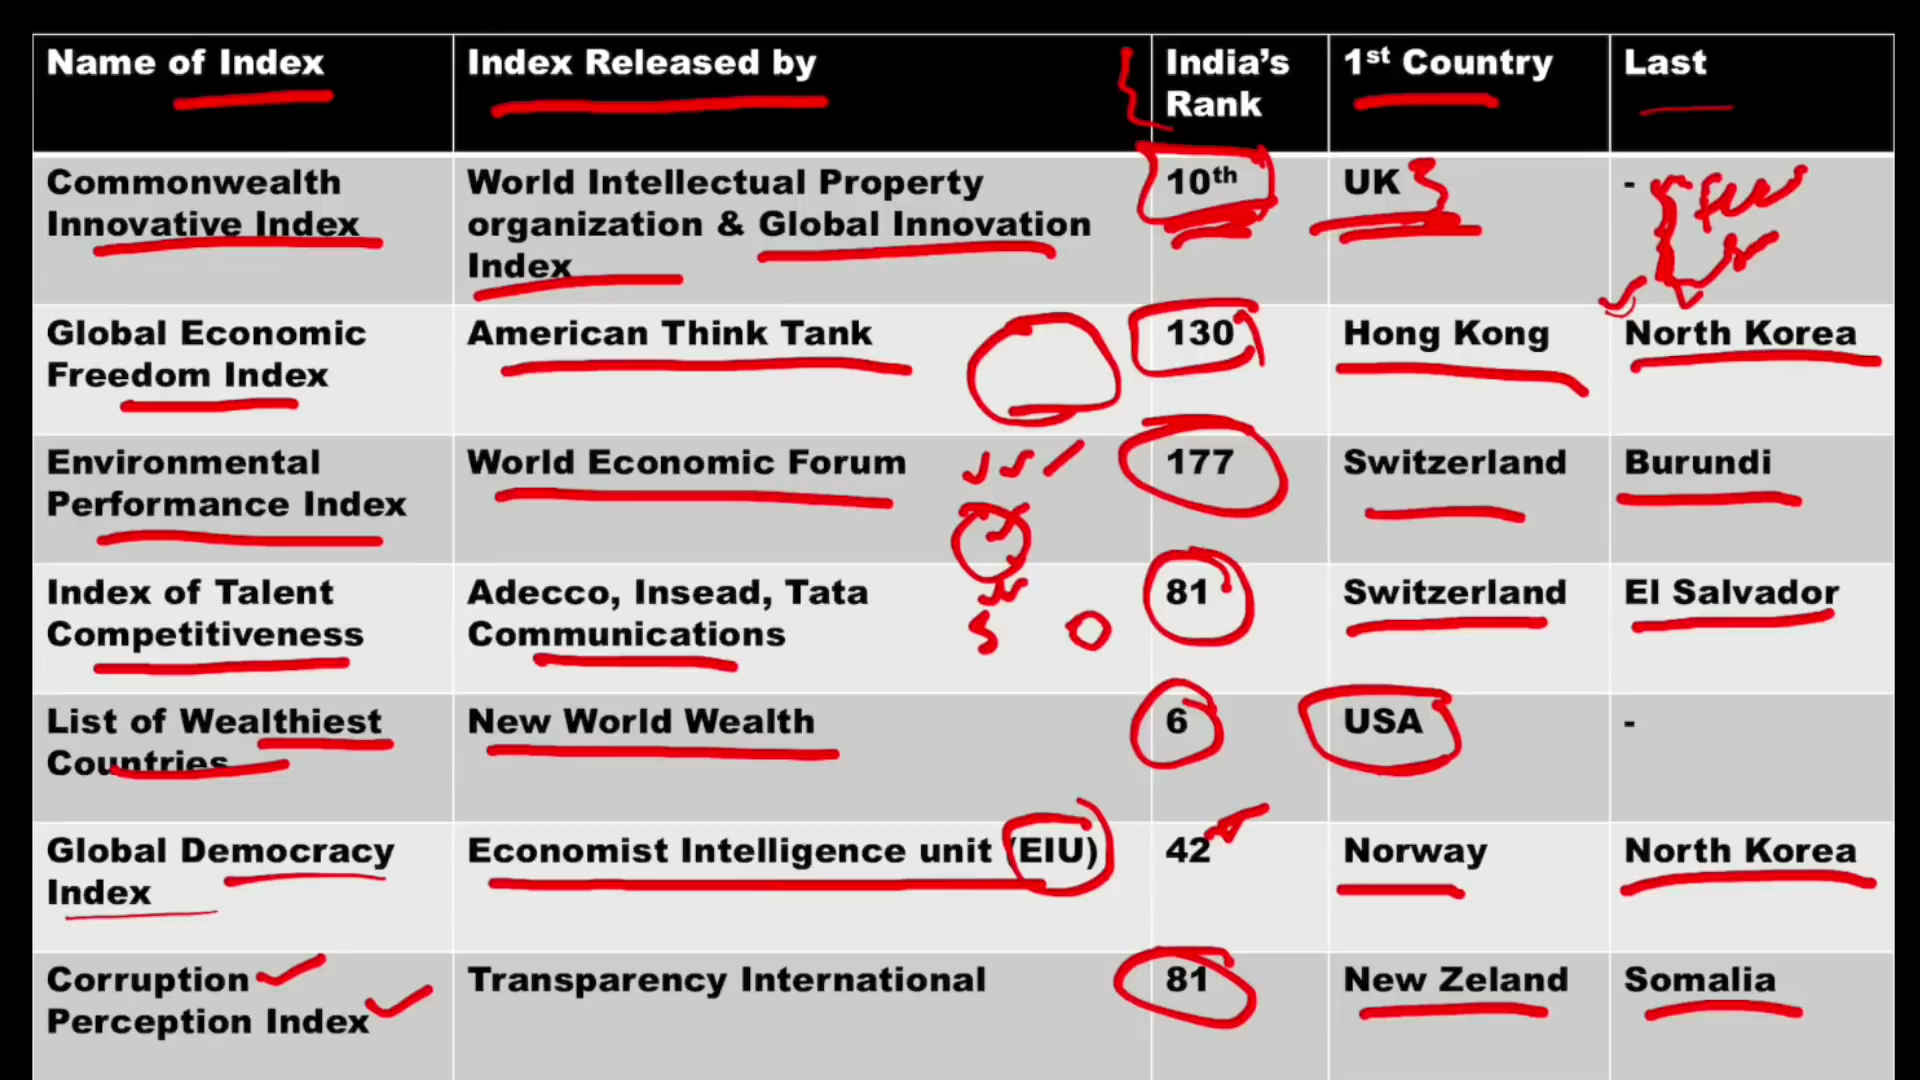 Name of Index
Index Released by
India's
Rank
1st Country
Last
Commonwealth
Innovative Index
World Intellectual Property
organization & Global Innovation
Index
10th
UK
-
Global Economic
Freedom Index
American Think Tank
130
Hong Kong
North Korea
Environmental
Performance Index
World Economic Forum
177
Switzerland
Burundi
Index of Talent
Competitiveness
Adecco, Insead, Tata
Communications
81
Switzerland
El Salvador
List of Wealthiest
Countries
New World Wealth
6
USA
-
Global Democracy
Index
Economist Intelligence unit (EIU)
42
Norway
North Korea
Corruption
Perception Index
Transparency International
81
New Zeland
Somalia